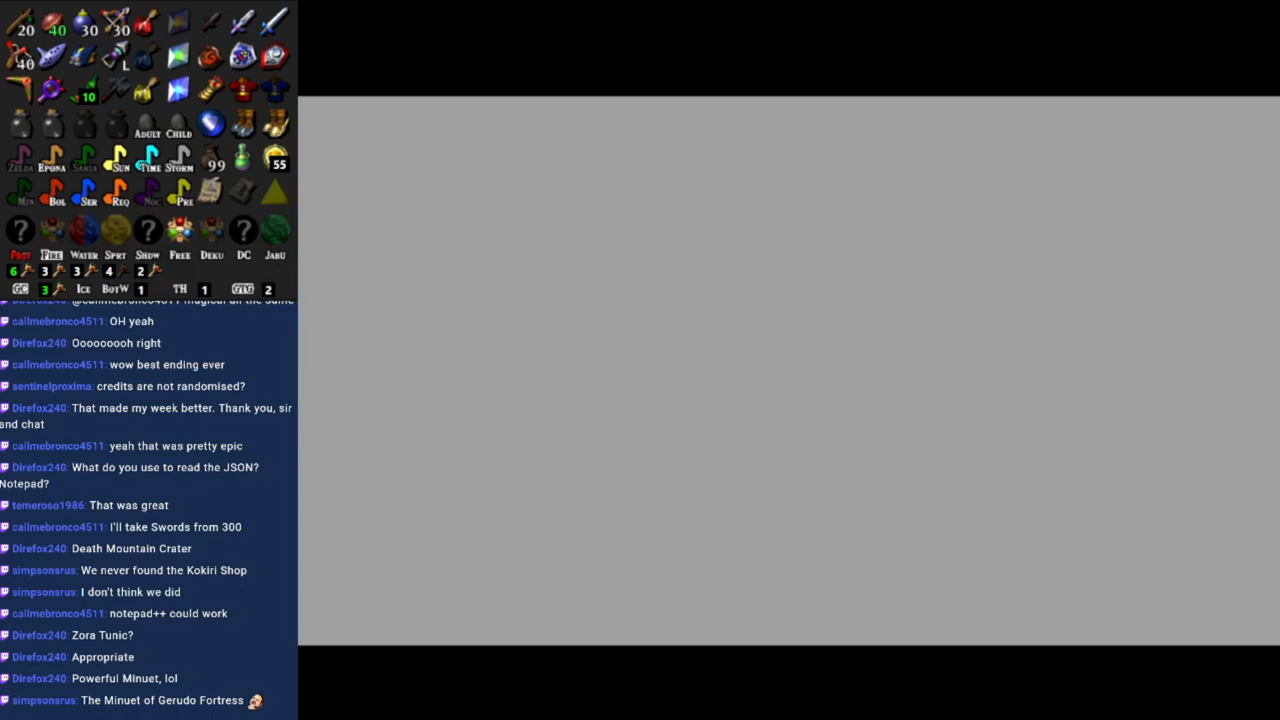 20 40 30 30
40 L
10
ADULT CHILD
ZELDA EPONA SARIA SUN TIME STORM 99 55
MIN BOL SER REQ NOC PRE
FRST FIRE WATER SPRT SHDW FREE DEKU DC JABU
6 3 3 4 2
GC 3 ICE BOTW 1 TH 1 GTG 2
Direfox240: @callmebronco4511 magical all the same
callmebronco4511: OH yeah
Direfox240: Ooooooooh right
callmebronco4511: wow best ending ever
sentinelproxima: credits are not randomised?
Direfox240: That made my week better. Thank you, sir
and chat
callmebronco4511: yeah that was pretty epic
Direfox240: What do you use to read the JSON?
Notepad?
temeroso1986: That was great
callmebronco4511: I'll take Swords from 300
Direfox240: Death Mountain Crater
simpsonsrus: We never found the Kokiri Shop
simpsonsrus: I don't think we did
callmebronco4511: notepad++ could work
Direfox240: Zora Tunic?
Direfox240: Appropriate
Direfox240: Powerful Minuet, lol
simpsonsrus: The Minuet of Gerudo Fortress